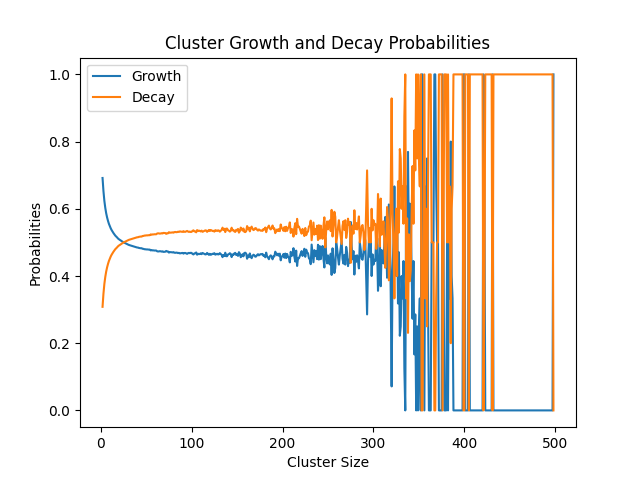 Cluster Growth and Decay Probabilities
Growth
Decay
1.0
0.8
0.6
0.4
0.2
0.0
Probabilities
0
100
200
300
400
500
Cluster Size